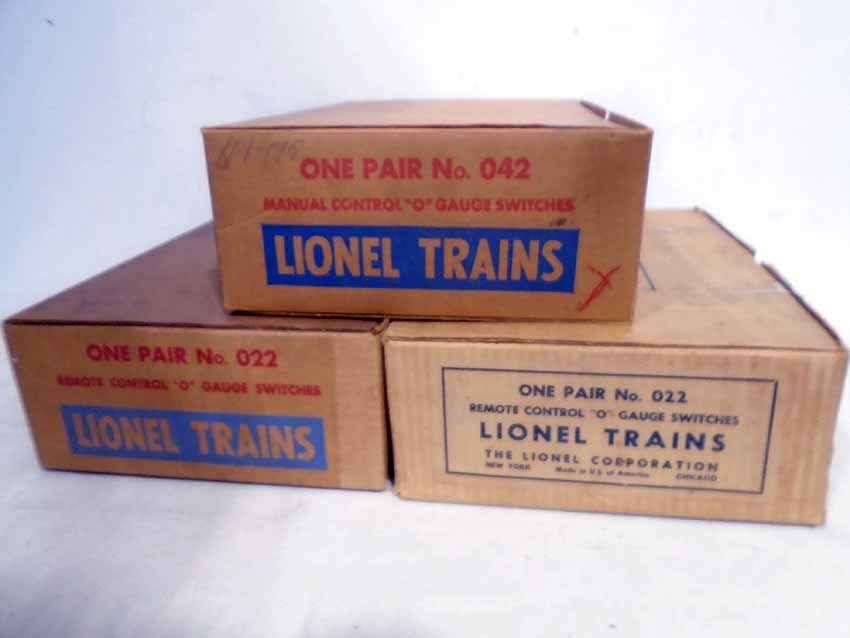 ONE PAIR No. 042
MANUAL CONTROL "O" GAUGE SWITCHES
LIONEL TRAINS
ONE PAIR No. 022
REMOTE CONTROL "O" GAUGE SWITCHES
LIONEL TRAINS
ONE PAIR No. 022
REMOTE CONTROL "O" GAUGE SWITCHES
LIONEL TRAINS
THE LIONEL CORPORATION
NEW YORK Made in U.S. of America CHICAGO